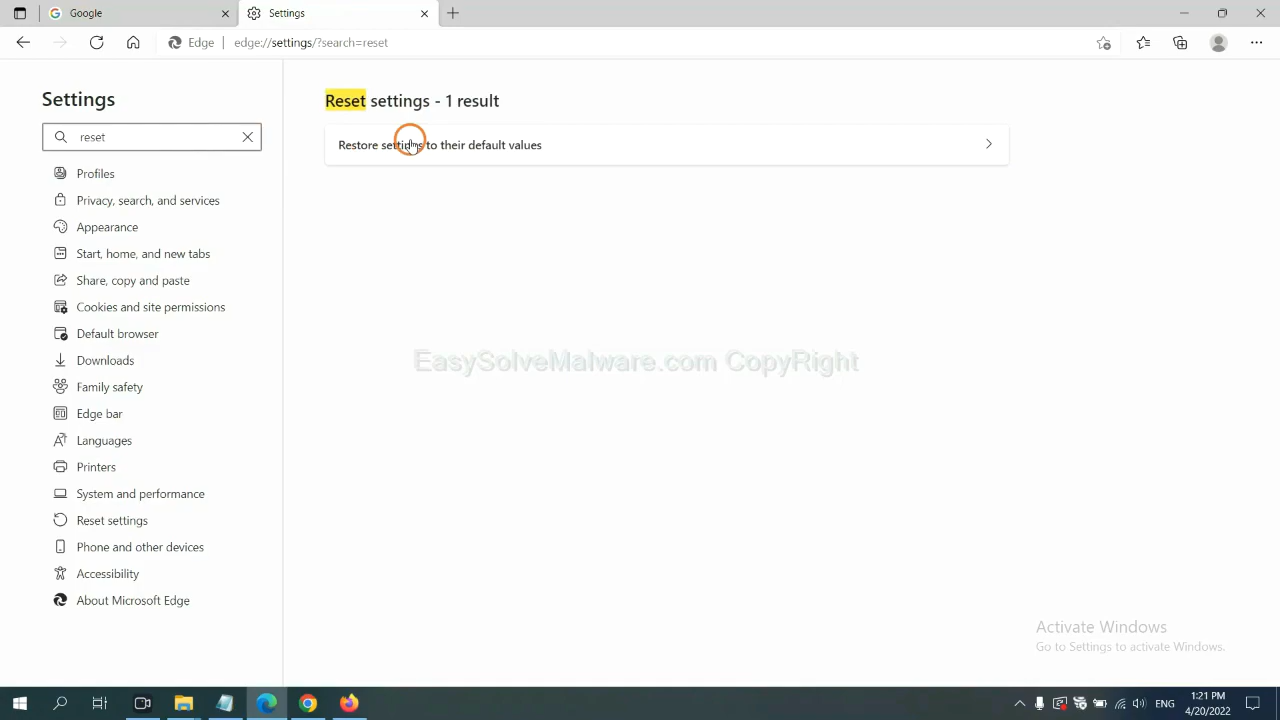 Google
Settings
Edge
edge://settings/?search=reset
Settings
reset
Profiles
Privacy, search, and services
Appearance
Start, home, and new tabs
Share, copy and paste
Cookies and site permissions
Default browser
Downloads
Family safety
Edge bar
Languages
Printers
System and performance
Reset settings
Phone and other devices
Accessibility
About Microsoft Edge
Reset settings - 1 result
Restore settings to their default values
EasySolveMalware.com CopyRight
Activate Windows
Go to Settings to activate Windows.
ENG
1:21 PM
4/20/2022